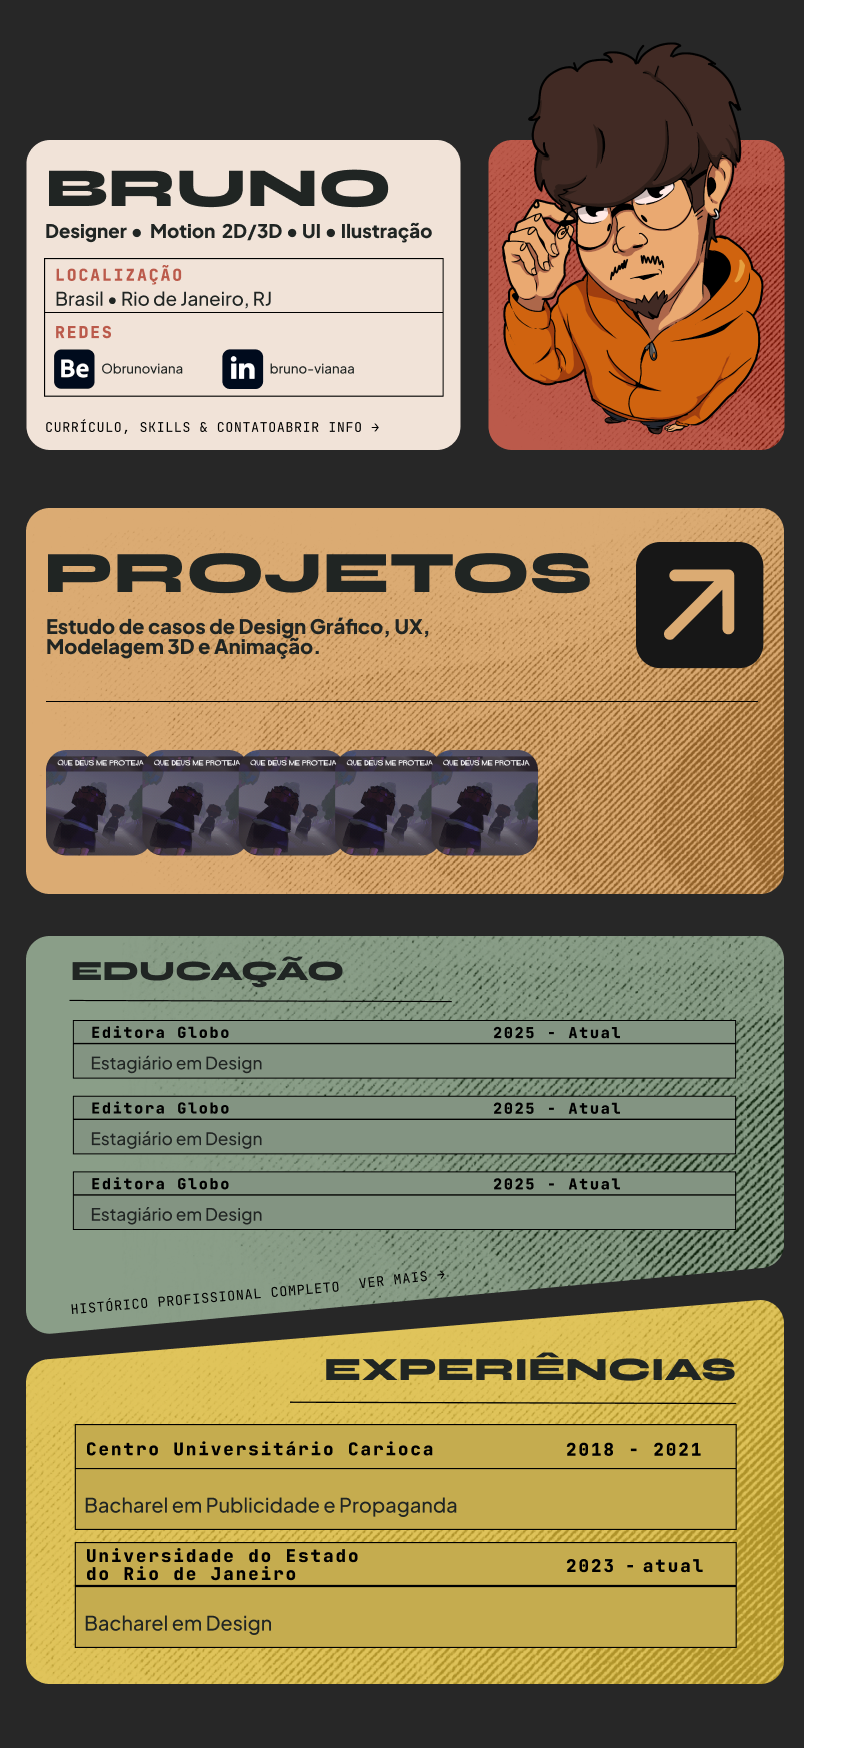 BRUNO
Designer • Motion 2D/3D • UI • Ilustração
LOCALIZAÇÃO
Brasil • Rio de Janeiro, RJ
REDES
Be Obrunoviana in bruno-vianaa
CURRÍCULO, SKILLS & CONTATOABRIR INFO →
PROJETOS
Estudo de casos de Design Gráfico, UX,
Modelagem 3D e Animação.
QUE DEUS ME PROTEJA QUE DEUS ME PROTEJA QUE DEUS ME PROTEJA QUE DEUS ME PROTEJA QUE DEUS ME PROTEJA
EDUCAÇÃO
Editora Globo 2025 - Atual
Estagiário em Design
Editora Globo 2025 - Atual
Estagiário em Design
Editora Globo 2025 - Atual
Estagiário em Design
HISTÓRICO PROFISSIONAL COMPLETO VER MAIS →
EXPERIÊNCIAS
Centro Universitário Carioca 2018 - 2021
Bacharel em Publicidade e Propaganda
Universidade do Estado
do Rio de Janeiro 2023 - atual
Bacharel em Design